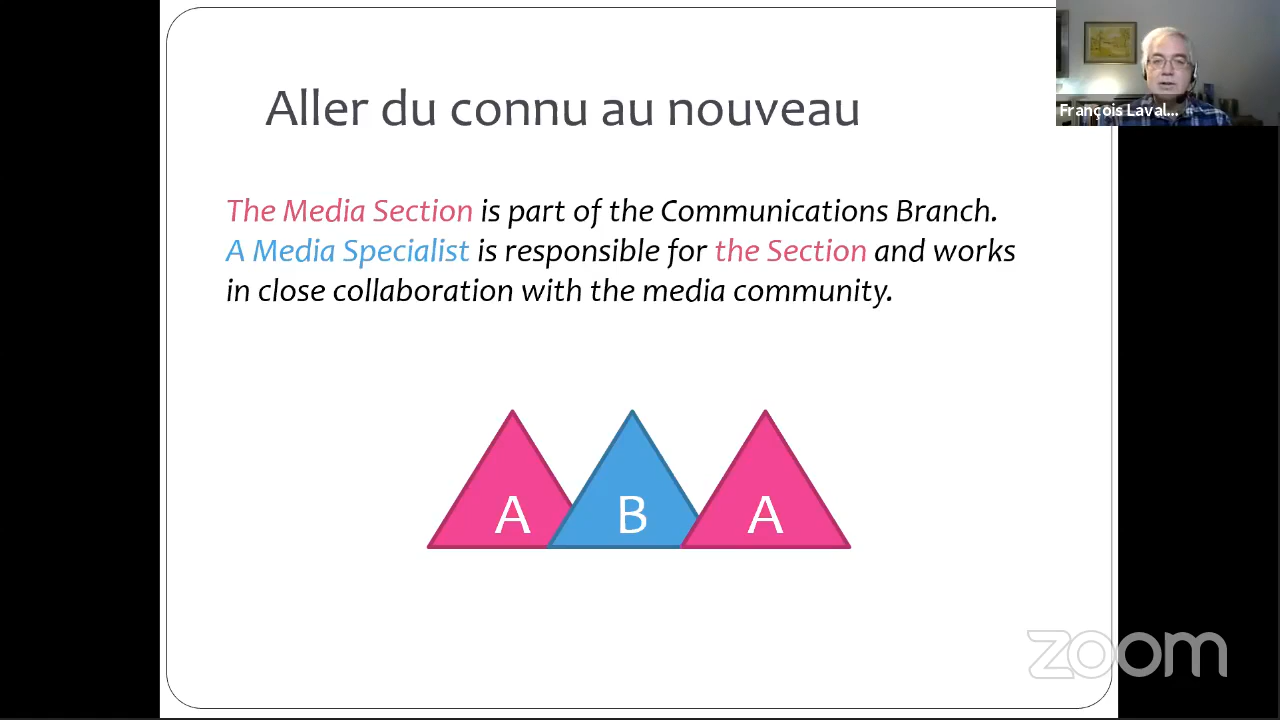 Aller du connu au nouveau
François Laval...
The Media Section is part of the Communications Branch.
A Media Specialist is responsible for the Section and works
in close collaboration with the media community.
A B A
zoom